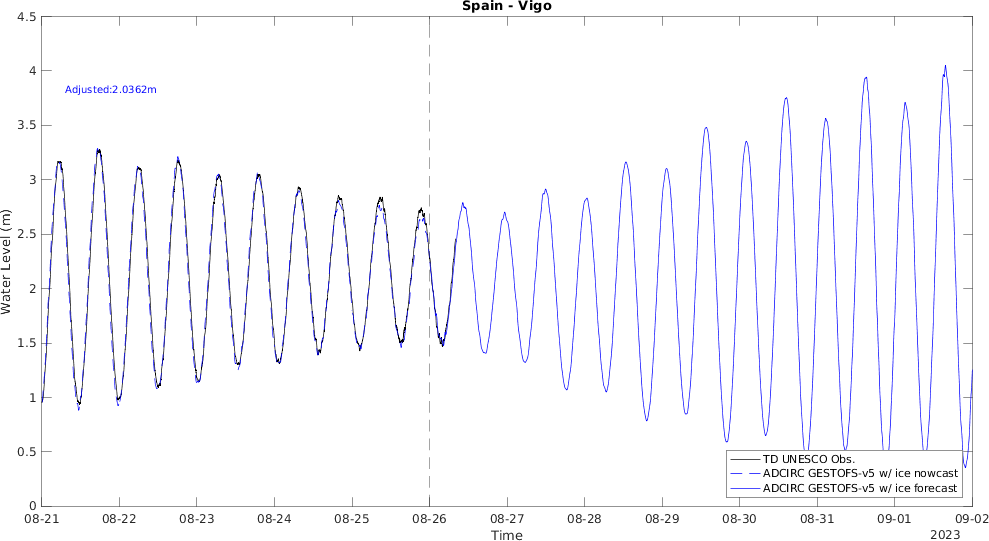 Spain - Vigo
4.5
4
3.5
3
2.5
2
1.5
1
0.5
0
Water Level (m)
Adjusted:2.0362m
TD UNESCO Obs.
ADCIRC GESTOFS-v5 w/ ice nowcast
ADCIRC GESTOFS-v5 w/ ice forecast
08-21 08-22 08-23 08-24 08-25 08-26 08-27 08-28 08-29 08-30 08-31 09-01 09-02
Time
2023